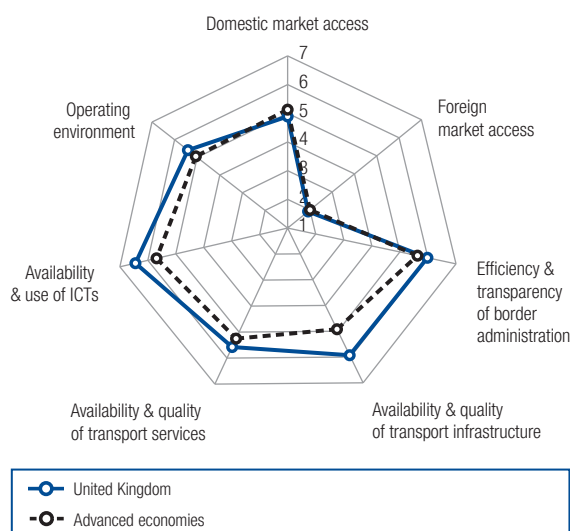 Domestic market access
7
6
5
4
3
2
1
Foreign
market access
Operating
environment
Efficiency &
transparency
of border
administration
Availability
& use of ICTs
Availability & quality
of transport services
Availability & quality
of transport infrastructure
United Kingdom
Advanced economies